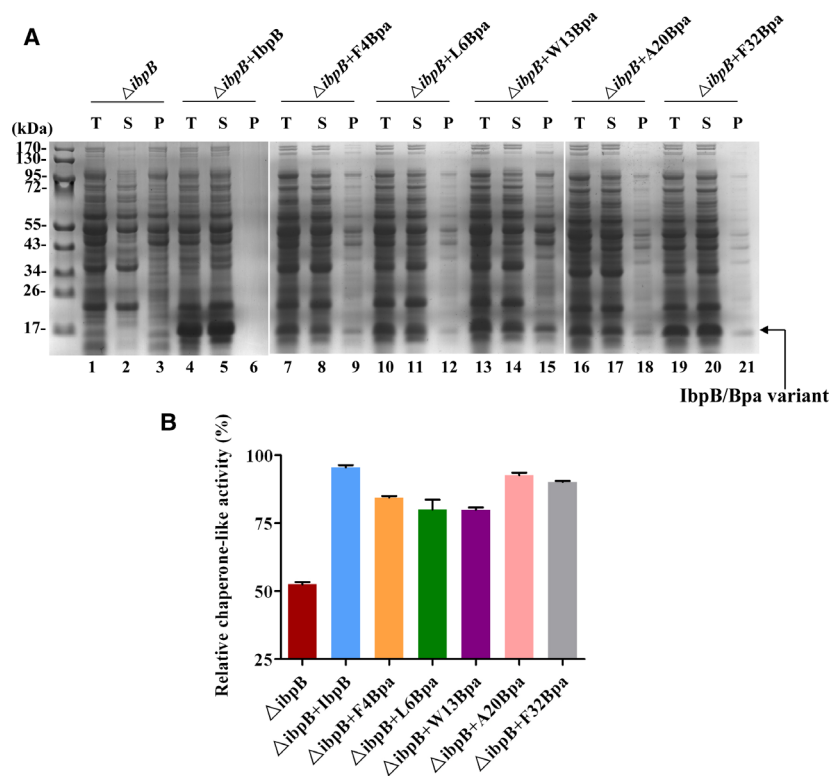 A
△ibpB △ibpB+IbpB △ibpB+F4Bpa △ibpB+L6Bpa △ibpB+W13Bpa △ibpB+A20Bpa △ibpB+F32Bpa
(kDa) T S P T S P T S P T S P T S P T S P T S P
170-
130-
95-
72-
55-
43-
34-
26-
17-
1 2 3 4 5 6 7 8 9 10 11 12 13 14 15 16 17 18 19 20 21
IbpB/Bpa variant
B
Relative chaperone-like activity (%)
100
75
50
25
△ibpB △ibpB+IbpB △ibpB+F4Bpa △ibpB+L6Bpa △ibpB+W13Bpa △ibpB+A20Bpa △ibpB+F32Bpa